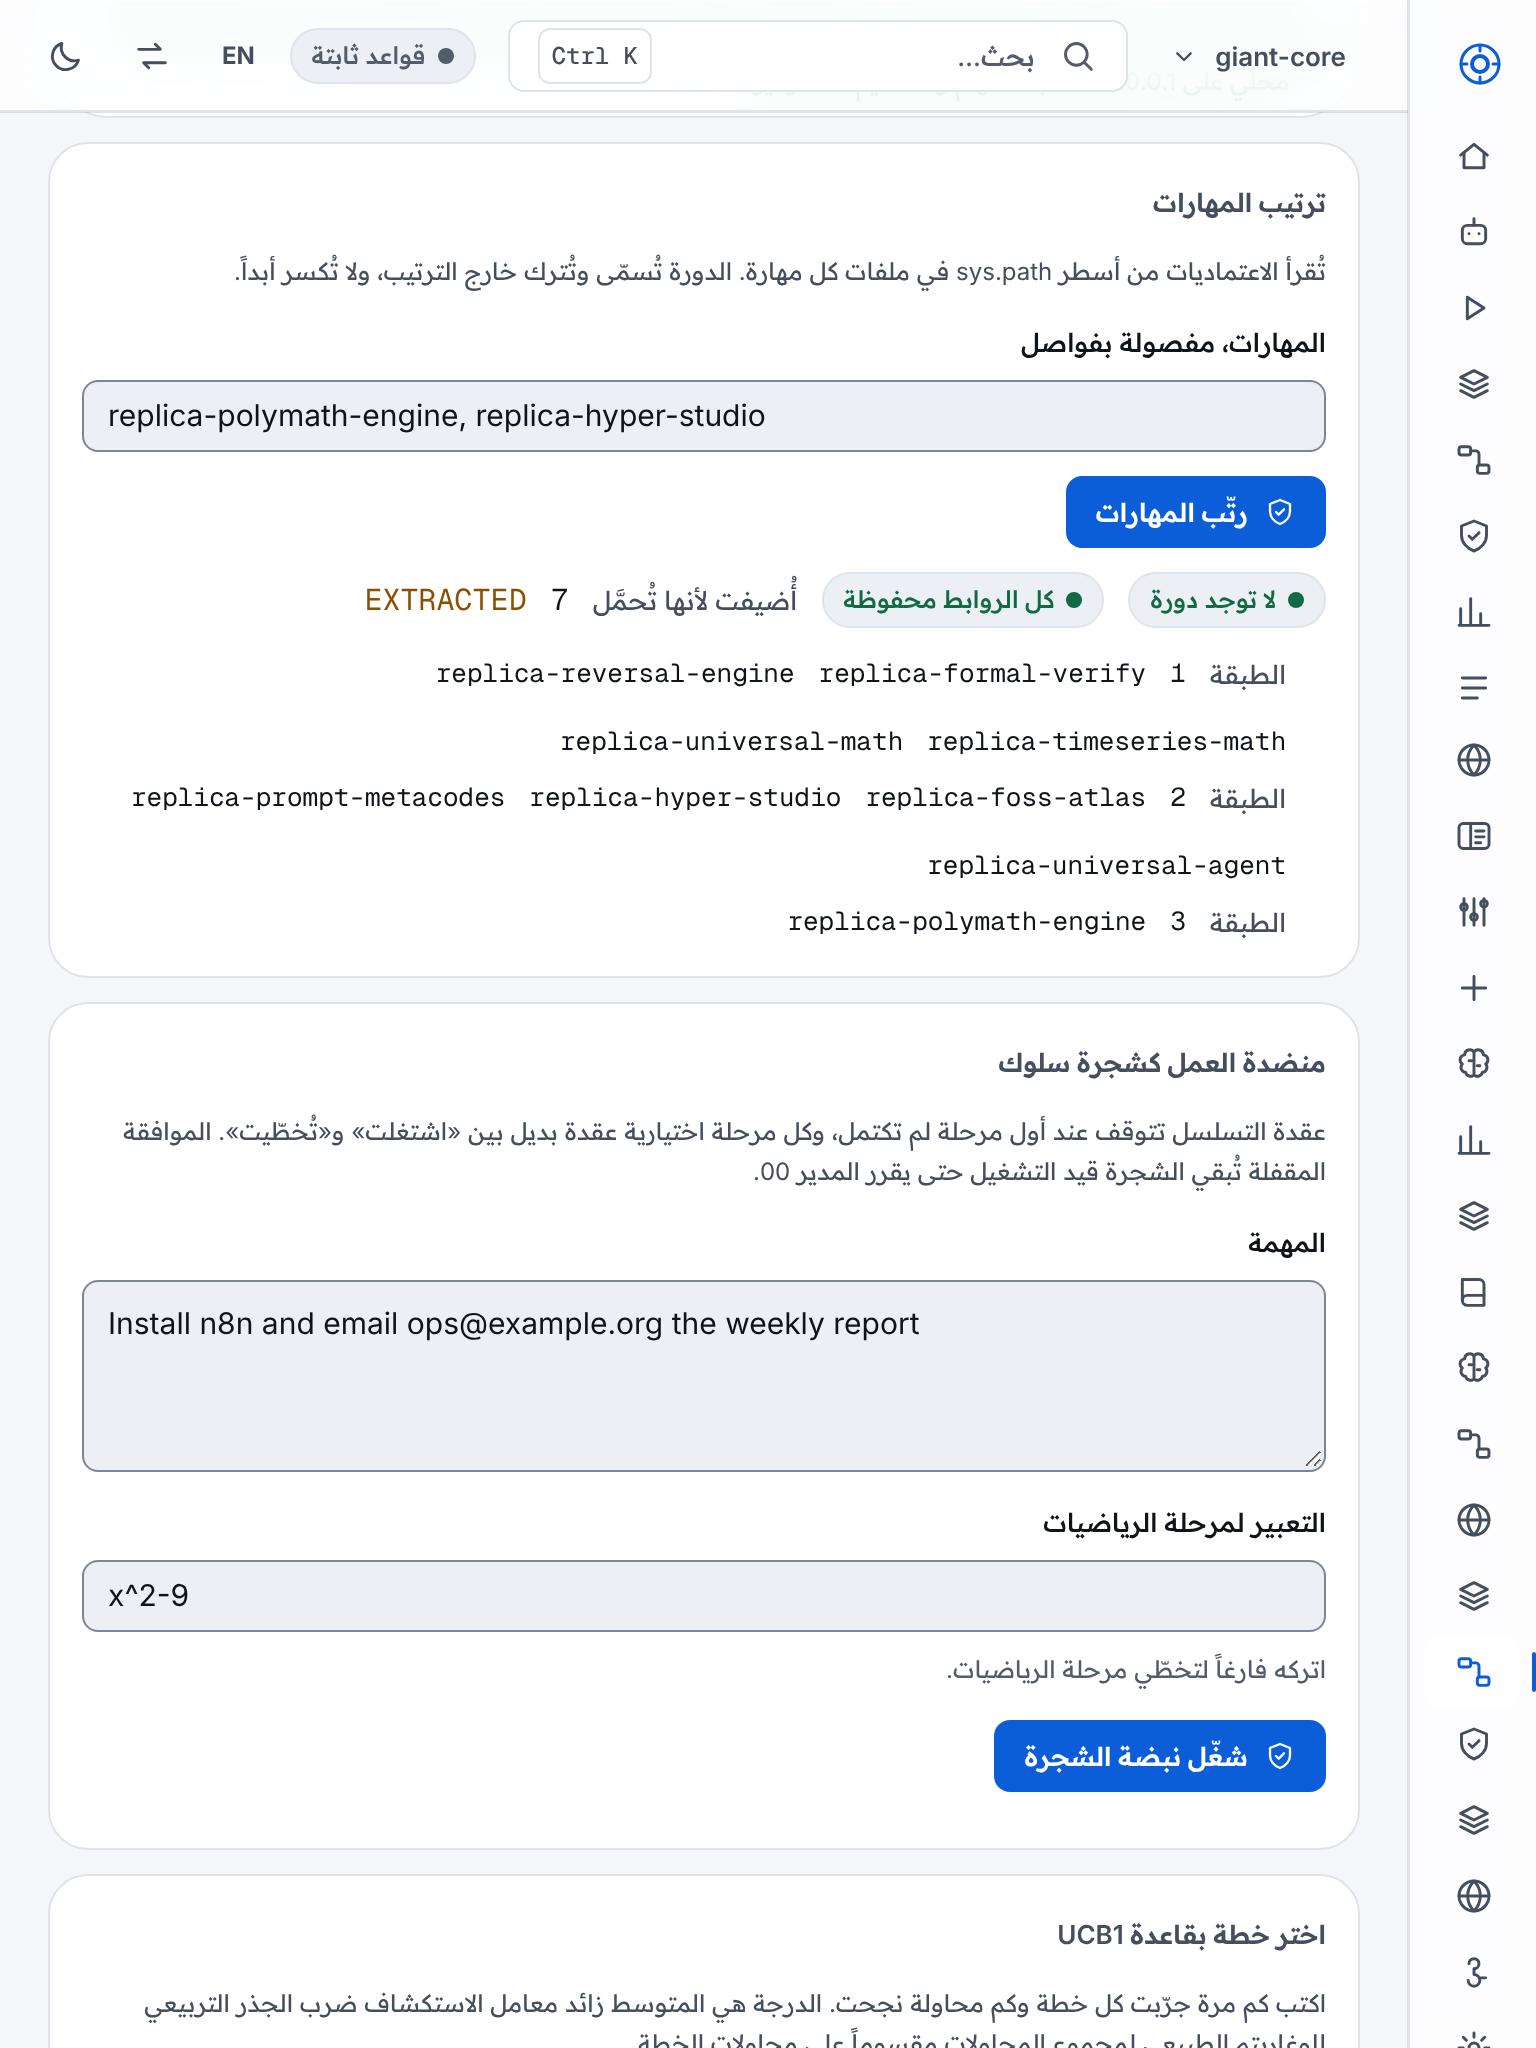 giant-core
بحث...
Ctrl K
قواعد ثابتة
EN
ترتيب المهارات
تُقرأ الاعتماديات من أسطر sys.path في ملفات كل مهارة. الدورة تُسمّى وتُترك خارج الترتيب، ولا تُكسر أبداً.
المهارات، مفصولة بفواصل
replica-polymath-engine, replica-hyper-studio
رتّب المهارات
لا توجد دورة
كل الروابط محفوظة
أُضيفت لأنها تُحمَّل 7 EXTRACTED
الطبقة 1 replica-formal-verify replica-reversal-engine
replica-timeseries-math replica-universal-math
الطبقة 2 replica-foss-atlas replica-hyper-studio replica-prompt-metacodes
replica-universal-agent
الطبقة 3 replica-polymath-engine
منضدة العمل كشجرة سلوك
عقدة التسلسل تتوقف عند أول مرحلة لم تكتمل، وكل مرحلة اختيارية عقدة بديل بين «اشتغلت» و«تُخطّيت». الموافقة
المقفلة تُبقي الشجرة قيد التشغيل حتى يقرر المدير 00.
المهمة
Install n8n and email ops@example.org the weekly report
التعبير لمرحلة الرياضيات
x^2-9
اتركه فارغاً لتخطّي مرحلة الرياضيات.
شغّل نبضة الشجرة
اختر خطة بقاعدة UCB1
اكتب كم مرة جرّبت كل خطة وكم محاولة نجحت. الدرجة هي المتوسط زائد معامل الاستكشاف ضرب الجذر التربيعي